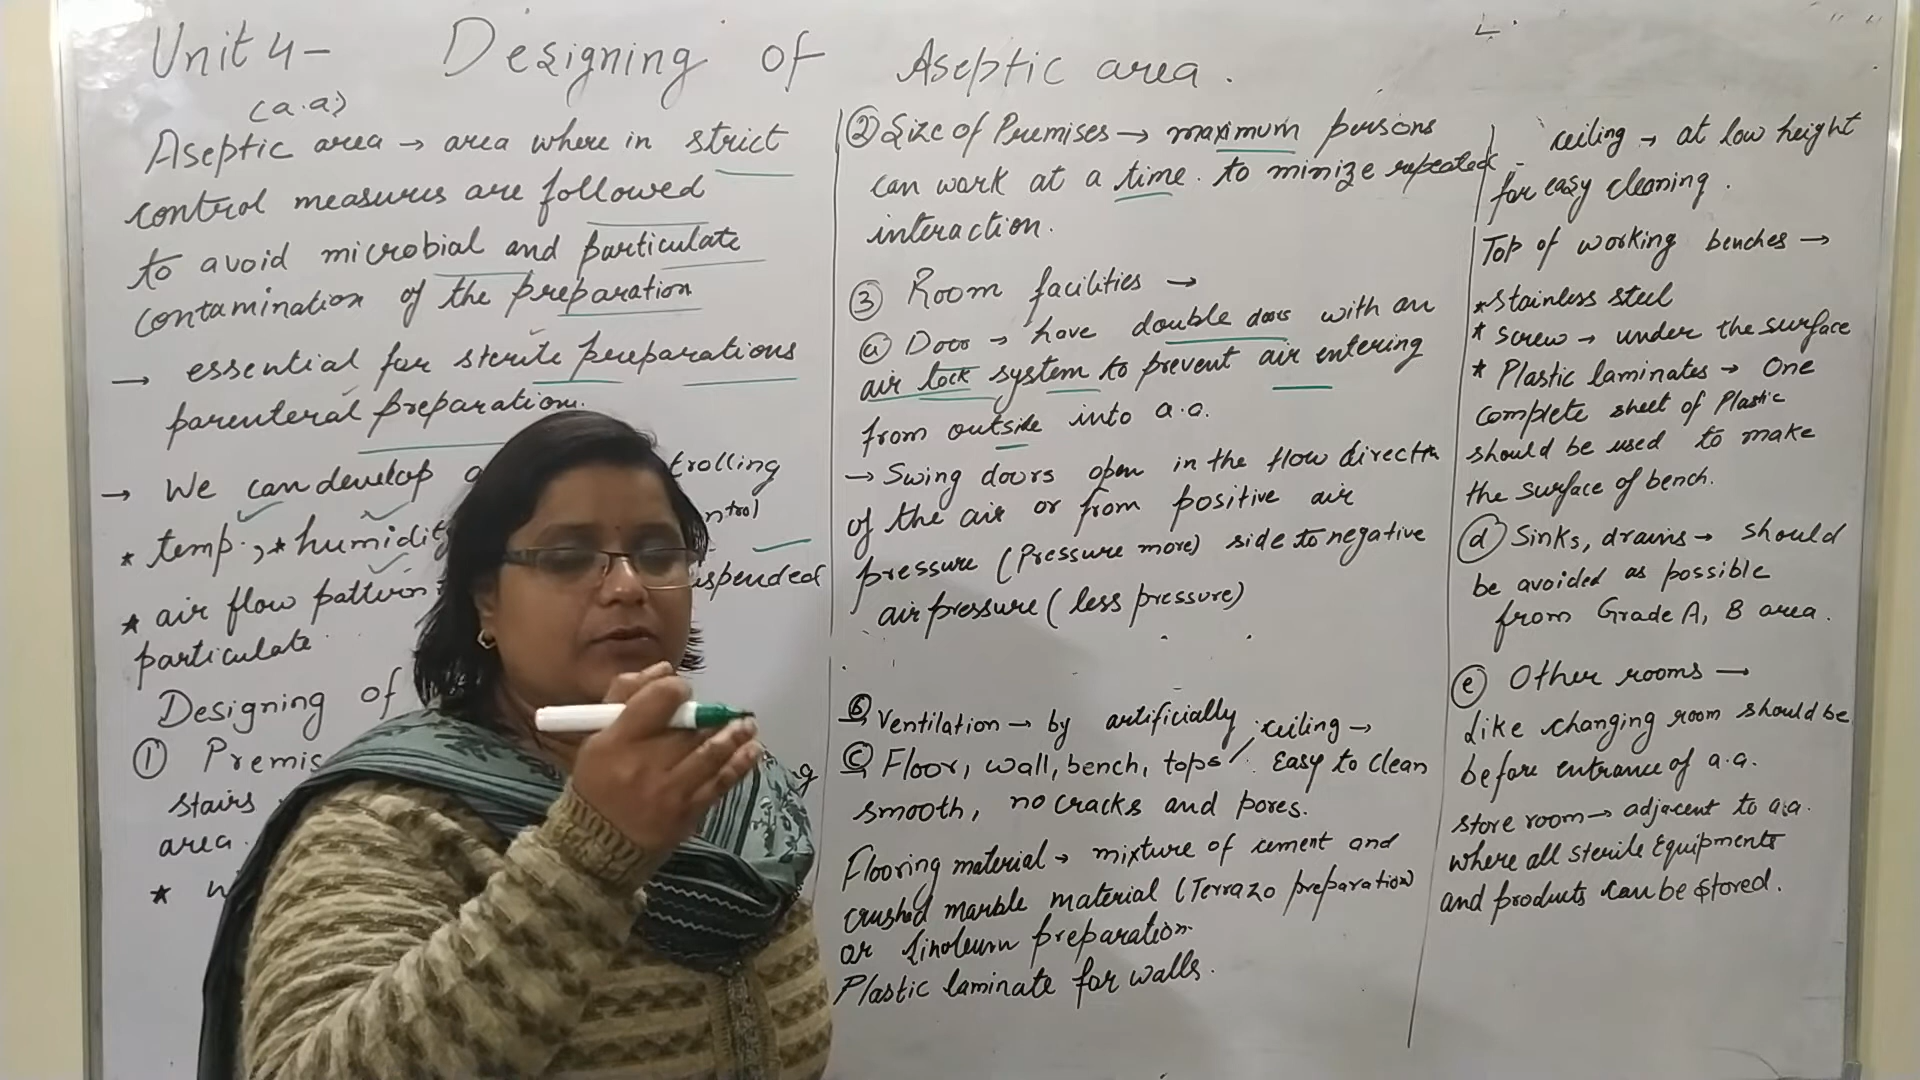 Unit 4- Designing of Aseptic area.
(a.a)
Aseptic area → area where in strict
control measures are followed
to avoid microbial and particulate
contamination of the preparation
→ essential for sterile preparations
parenteral preparation.
→ We can develop trolling
* temp., * humidity ntrol
* air flow pattern uspended
particulate
Designing of
① Premis
stairs
area.
*
② Size of Premises → maximum persons
can work at a time. to minize repeated
interaction.
③ Room facilities →
ⓐ Door → have double doors with an
air lock system to prevent air entering
from outside into a.a.
→ Swing doors open in the flow directn
of the air or from positive air
pressure (Pressure more) side to negative
air pressure (less pressure)
ⓑ Ventilation → by artificially
ceiling →
ⓒ Floor, wall, bench, tops Easy to clean
smooth, no cracks and pores.
Flooring material → mixture of cement and
crushed marble material (Terrazo preparation)
or Linoleum preparation.
Plastic laminate for walls.
- ceiling → at low height
for easy cleaning.
Top of working benches →
* stainless steel
* screw → under the surface
* Plastic laminates → One
complete sheet of Plastic
should be used to make
the surface of bench.
ⓓ Sinks, drains → should
be avoided as possible
from Grade A, B area.
ⓔ Other rooms →
Like changing room should be
before entrance of a.a.
store room → adjacent to a.a.
where all sterile Equipments
and products can be stored.